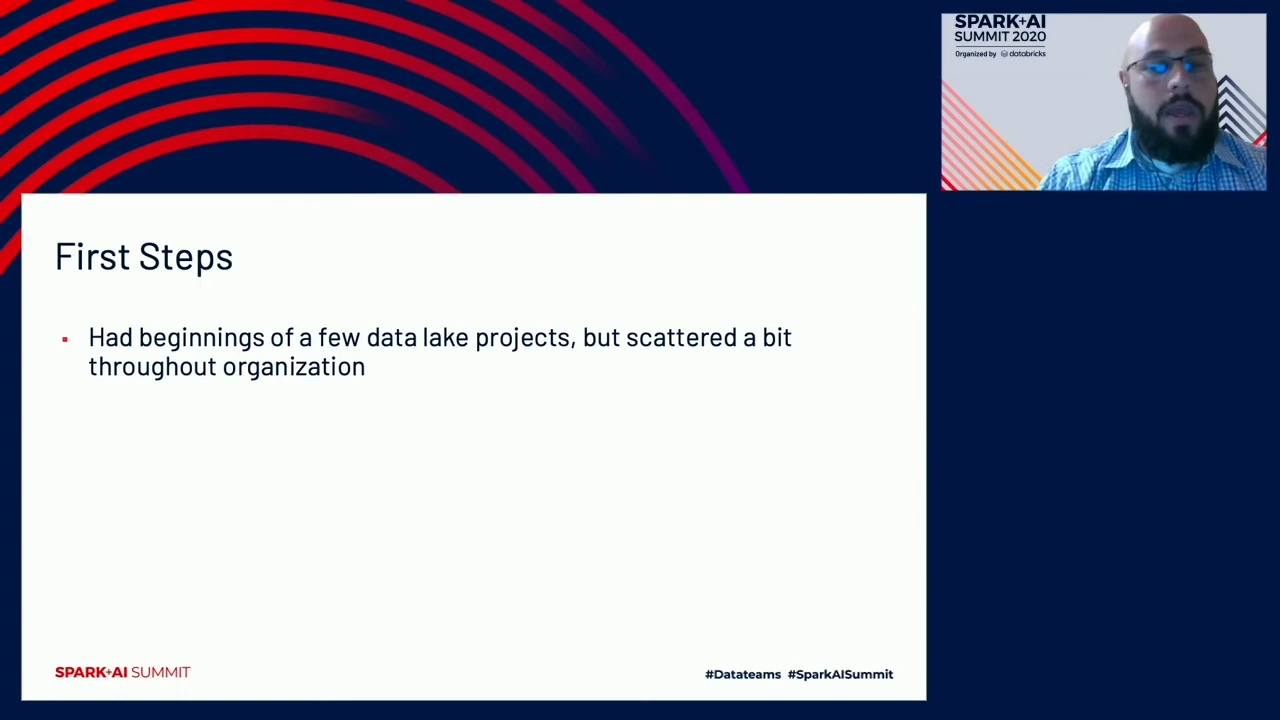 SPARK+AI
SUMMIT 2020
Organized by databricks
First Steps
▪ Had beginnings of a few data lake projects, but scattered a bit
throughout organization
SPARK+AI SUMMIT
#Datateams #SparkAISummit